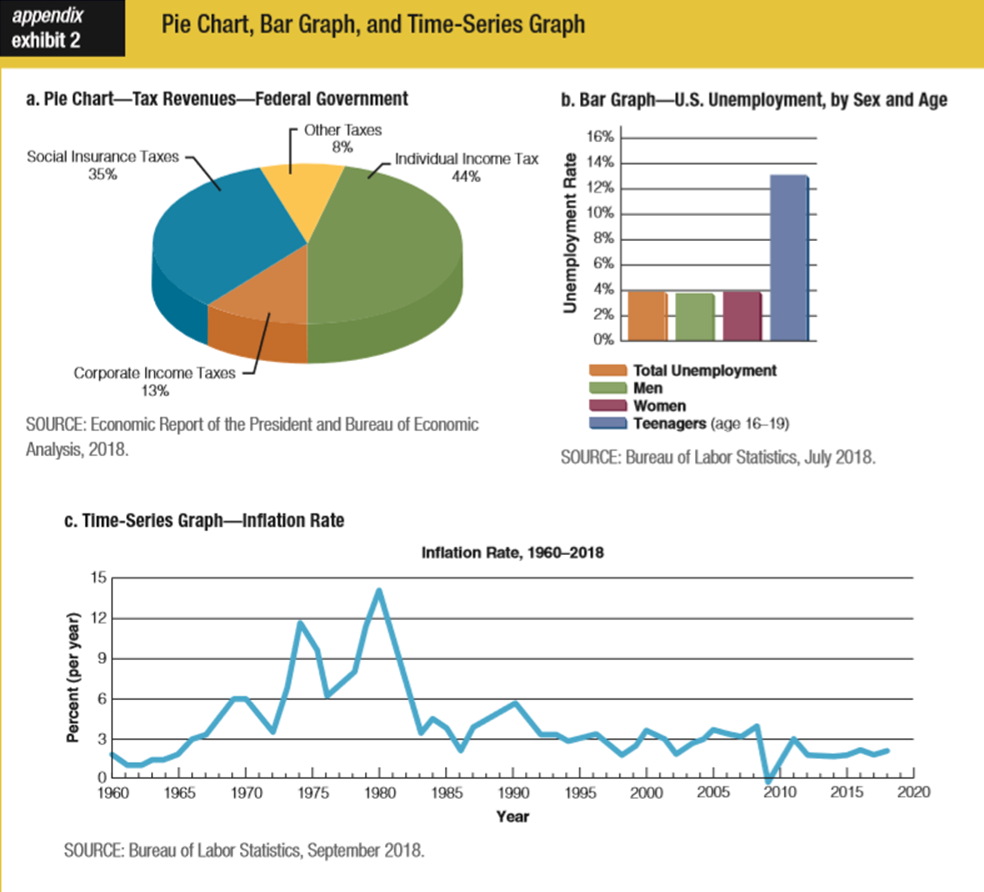 appendix
exhibit 2
Pie Chart, Bar Graph, and Time-Series Graph
a. Pie Chart—Tax Revenues—Federal Government
Other Taxes
8%
Social Insurance Taxes
35%
Individual Income Tax
44%
Corporate Income Taxes
13%
SOURCE: Economic Report of the President and Bureau of Economic
Analysis, 2018.
b. Bar Graph—U.S. Unemployment, by Sex and Age
Unemployment Rate
16%
14%
12%
10%
8%
6%
4%
2%
0%
Total Unemployment
Men
Women
Teenagers (age 16–19)
SOURCE: Bureau of Labor Statistics, July 2018.
c. Time-Series Graph—Inflation Rate
Inflation Rate, 1960–2018
Percent (per year)
15
12
9
6
3
0
1960 1965 1970 1975 1980 1985 1990 1995 2000 2005 2010 2015 2020
Year
SOURCE: Bureau of Labor Statistics, September 2018.